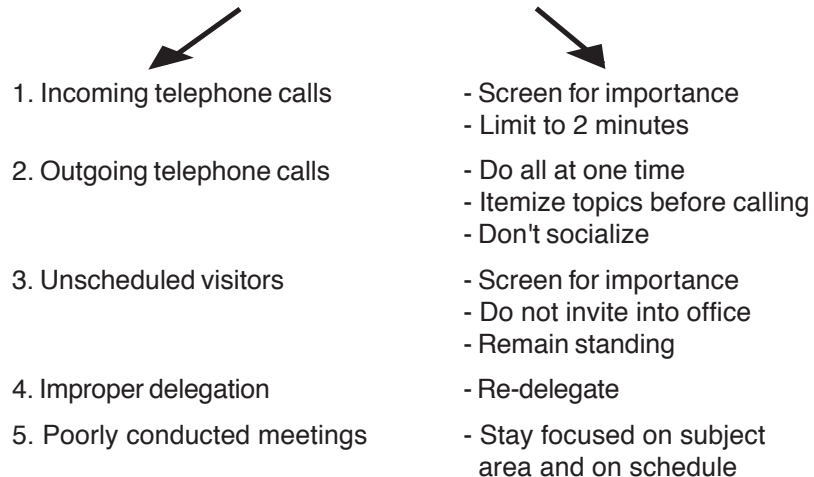 1. Incoming telephone calls
- Screen for importance
- Limit to 2 minutes
2. Outgoing telephone calls
- Do all at one time
- Itemize topics before calling
- Don't socialize
3. Unscheduled visitors
- Screen for importance
- Do not invite into office
- Remain standing
4. Improper delegation
- Re-delegate
5. Poorly conducted meetings
- Stay focused on subject
area and on schedule